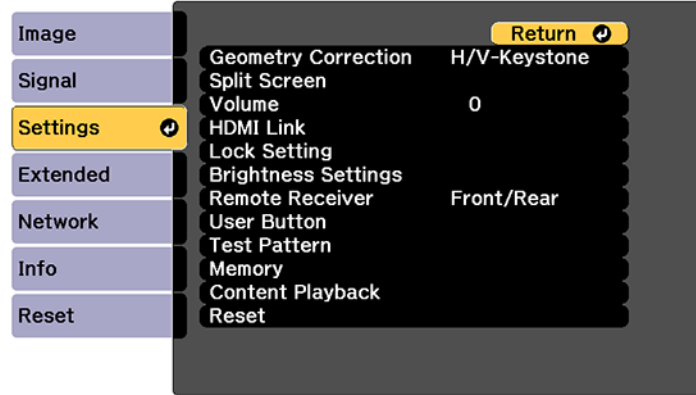 Image
Signal
Settings
Extended
Network
Info
Reset
Return
Geometry Correction H/V-Keystone
Split Screen
Volume 0
HDMI Link
Lock Setting
Brightness Settings
Remote Receiver Front/Rear
User Button
Test Pattern
Memory
Content Playback
Reset